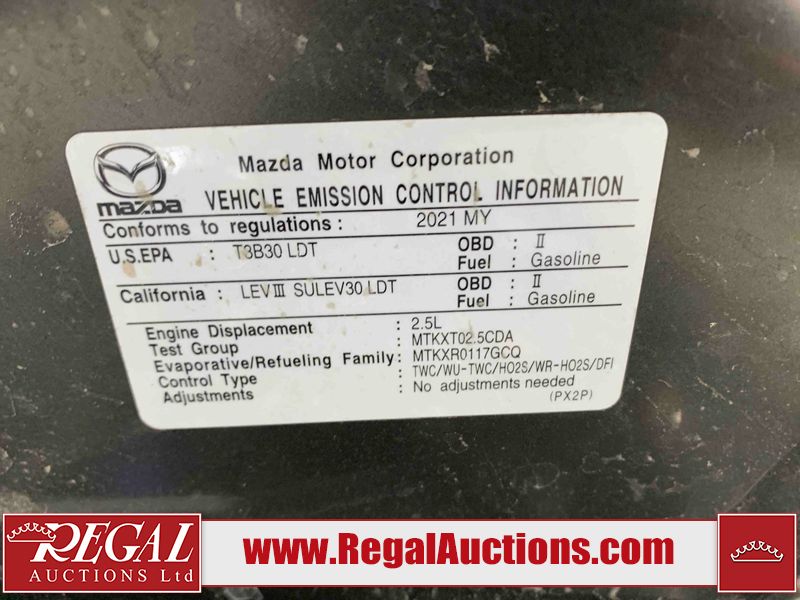 mazda
Mazda Motor Corporation
VEHICLE EMISSION CONTROL INFORMATION
Conforms to regulations : 2021 MY
U.S.EPA : T3B30 LDT OBD : II
Fuel : Gasoline
California : LEV III SULEV30 LDT OBD : II
Fuel : Gasoline
Engine Displacement : 2.5L
Test Group : MTKXT02.5CDA
Evaporative/Refueling Family: MTKXR0117GCQ
Control Type : TWC/WU-TWC/HO2S/WR-HO2S/DFI
Adjustments : No adjustments needed
(PX2P)
REGAL
AUCTIONS Ltd
www.RegalAuctions.com